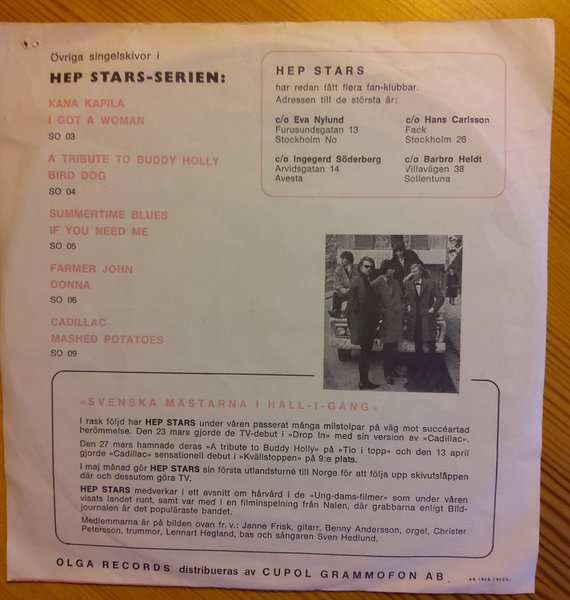 Övriga singelskivor i
HEP STARS-SERIEN:
KANA KAPILA
I GOT A WOMAN
SO 03
A TRIBUTE TO BUDDY HOLLY
BIRD DOG
SO 04
SUMMERTIME BLUES
IF YOU NEED ME
SO 05
FARMER JOHN
DONNA
SO 06
CADILLAC
MASHED POTATOES
SO 09
HEP STARS
har redan fått flera fan-klubbar.
Adressen till de största är:
c/o Eva Nylund
Furusundsgatan 13
Stockholm No
c/o Hans Carlsson
Fack
Stockholm 26
c/o Ingegerd Söderberg
Arvidsgatan 14
Avesta
c/o Barbro Heldt
Villavägen 38
Sollentuna
»SVENSKA MÄSTARNA I HÅLL-I-GÅNG»
I rask följd har HEP STARS under våren passerat många milstolpar på väg mot succéartad
berömmelse. Den 23 mars gjorde de TV-debut i »Drop In» med sin version av »Cadillac».
Den 27 mars hamnade deras »A tribute to Buddy Holly» på »Tio i topp» och den 13 april
gjorde »Cadillac» sensationell debut i »Kvällstoppen» på 9:e plats.
I maj månad gör HEP STARS sin första utlandsturné till Norge för att följa upp skivutsläppen
där och dessutom göra TV.
HEP STARS medverkar i ett avsnitt om hårvård i de »Ung-dams-filmer» som under våren
visats landet runt, samt var med i en filminspelning från Nalen, där grabbarna enligt Bild-
journalen är det populäraste bandet.
Medlemmarna är på bilden ovan fr. v.: Janne Frisk, gitarr, Benny Andersson, orgel, Christer
Petersson, trummor, Lennart Hegland, bas och sångaren Sven Hedlund.
OLGA RECORDS distribueras av CUPOL GRAMMOFON AB